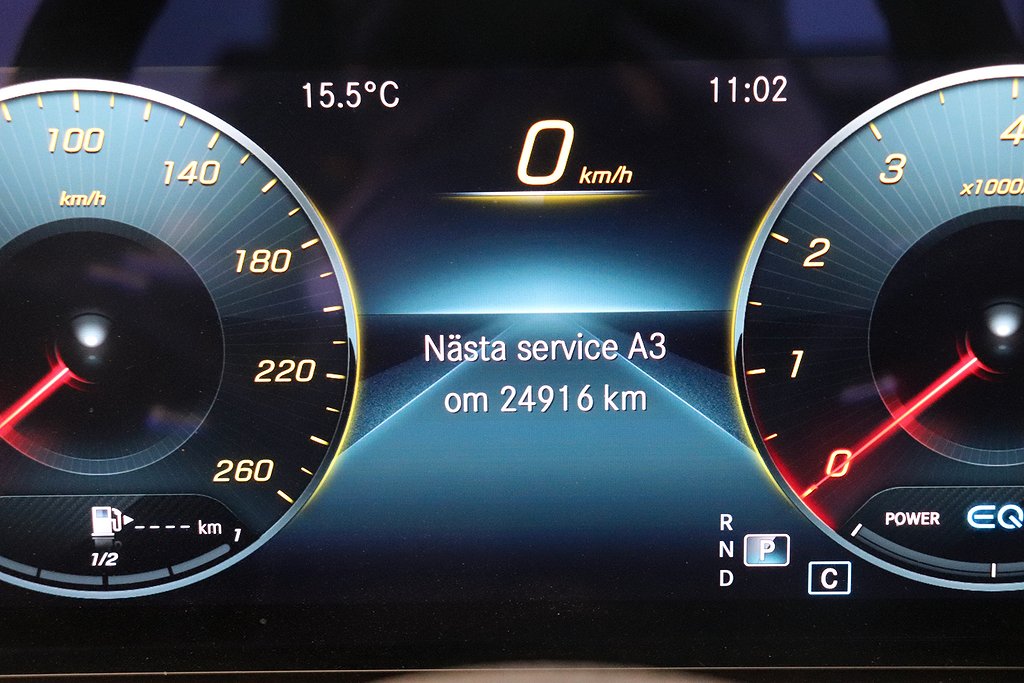 15.5°C
11:02
0 km/h
100
140
km/h
180
220
260
km
1/2
1
Nästa service A3
om 24916 km
4
3
x1000
2
1
0
POWER
EQ
R
N
P
D
C